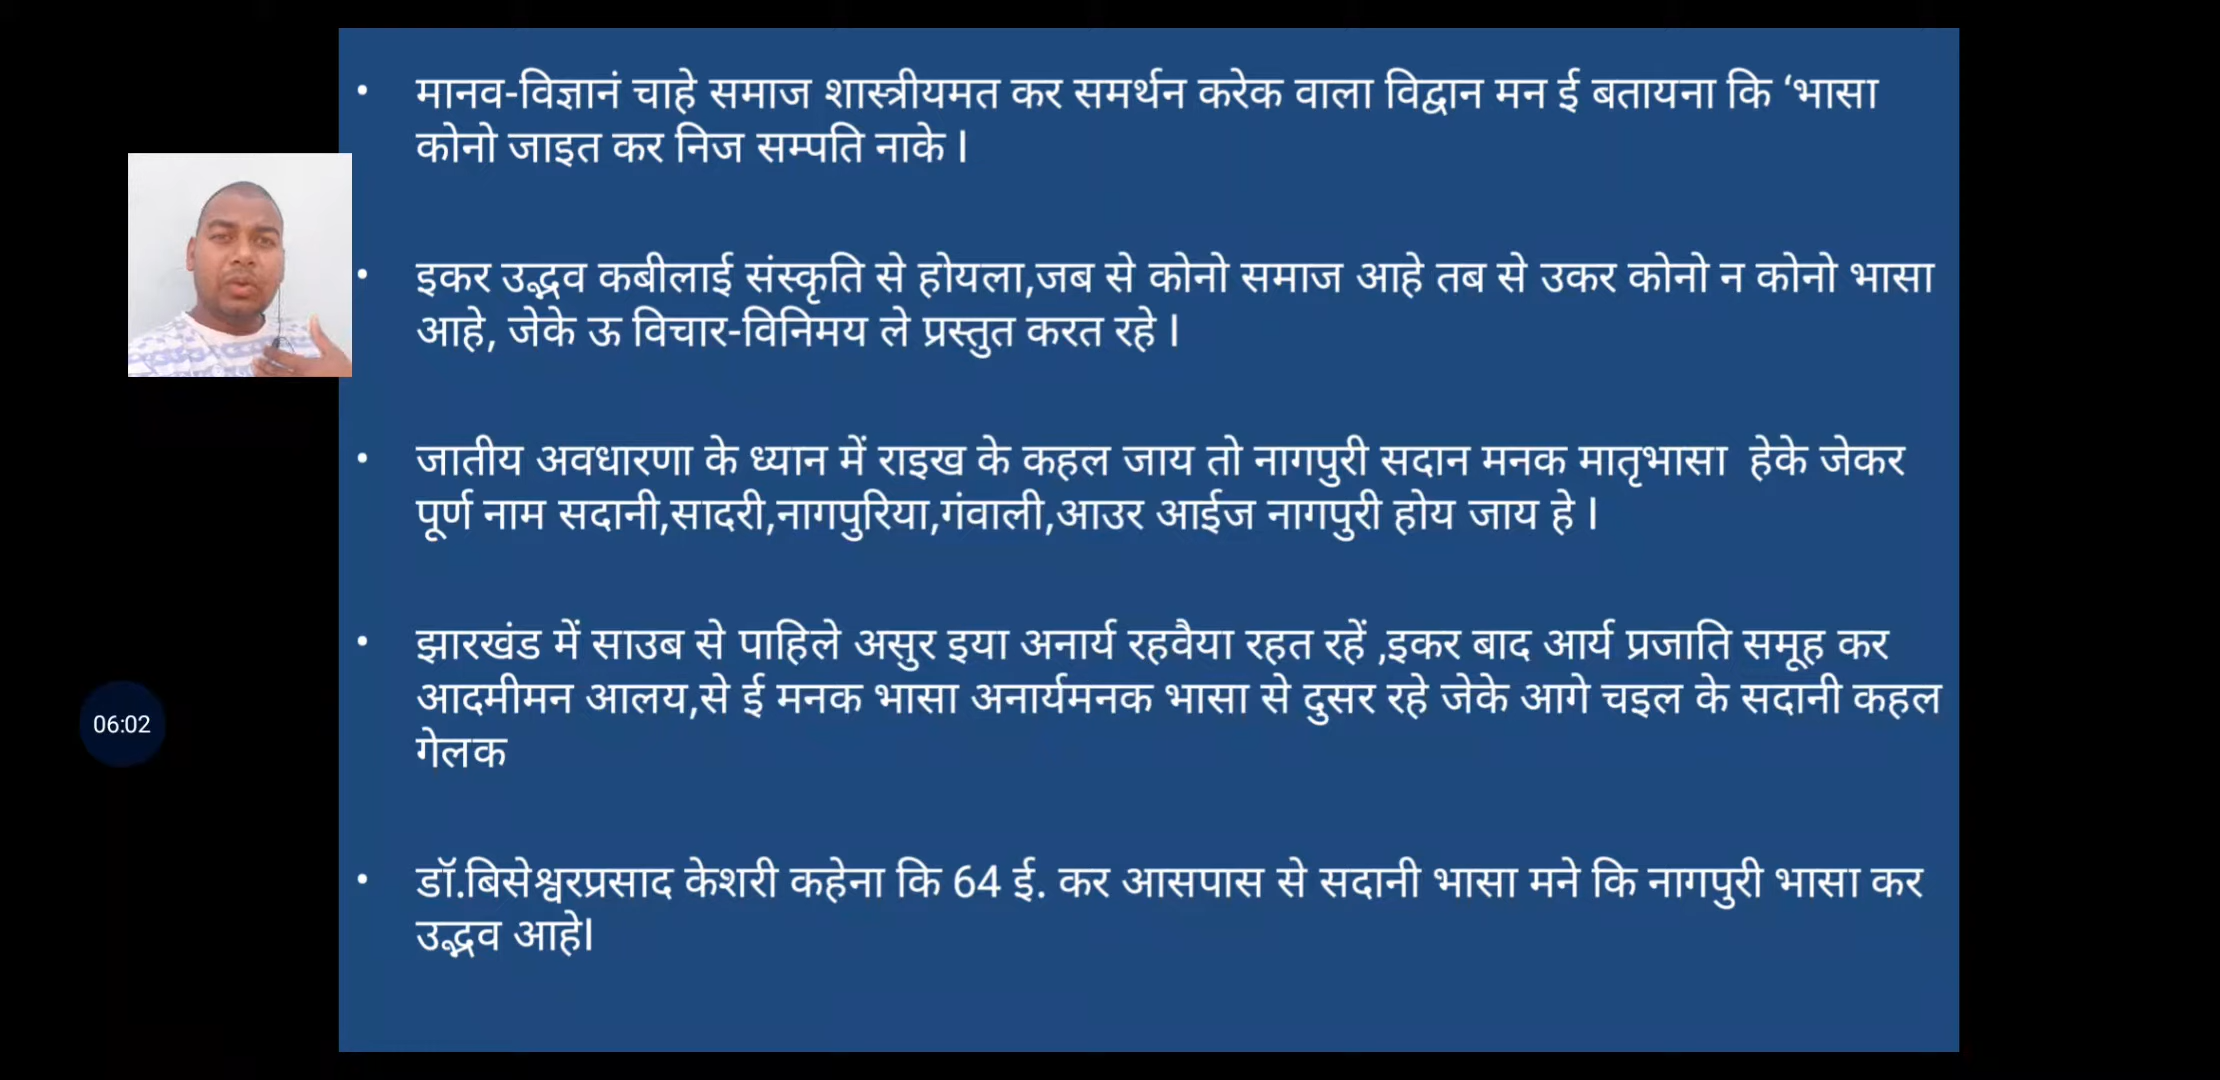 • मानव-विज्ञानं चाहे समाज शास्त्रीयमत कर समर्थन करेक वाला विद्वान मन ई बतायना कि ‘भासा
कोनो जाइत कर निज सम्पति नाके l
• इकर उद्भव कबीलाई संस्कृति से होयला,जब से कोनो समाज आहे तब से उकर कोनो न कोनो भासा
आहे, जेके ऊ विचार-विनिमय ले प्रस्तुत करत रहे l
• जातीय अवधारणा के ध्यान में राइख के कहल जाय तो नागपुरी सदान मनक मातृभासा हेके जेकर
पूर्ण नाम सदानी,सादरी,नागपुरिया,गंवाली,आउर आईज नागपुरी होय जाय हे l
• झारखंड में साउब से पाहिले असुर इया अनार्य रहवैया रहत रहें ,इकर बाद आर्य प्रजाति समूह कर
आदमीमन आलय,से ई मनक भासा अनार्यमनक भासा से दुसर रहे जेके आगे चइल के सदानी कहल
गेलक
• डॉ.बिसेश्वरप्रसाद केशरी कहेना कि 64 ई. कर आसपास से सदानी भासा मने कि नागपुरी भासा कर
उद्भव आहेl
06:02